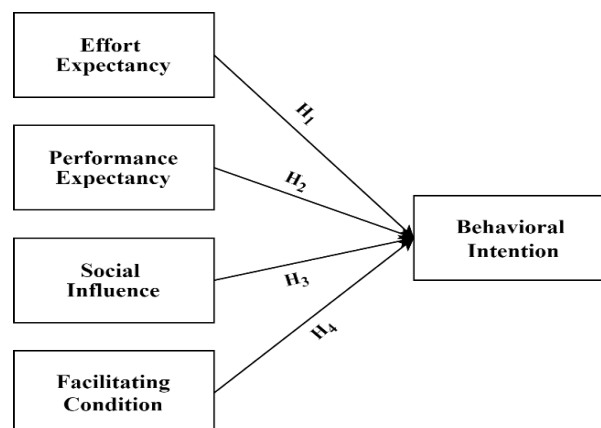 Effort
Expectancy
H1
Performance
Expectancy
H2
Behavioral
Intention
Social
Influence
H3
H4
Facilitating
Condition